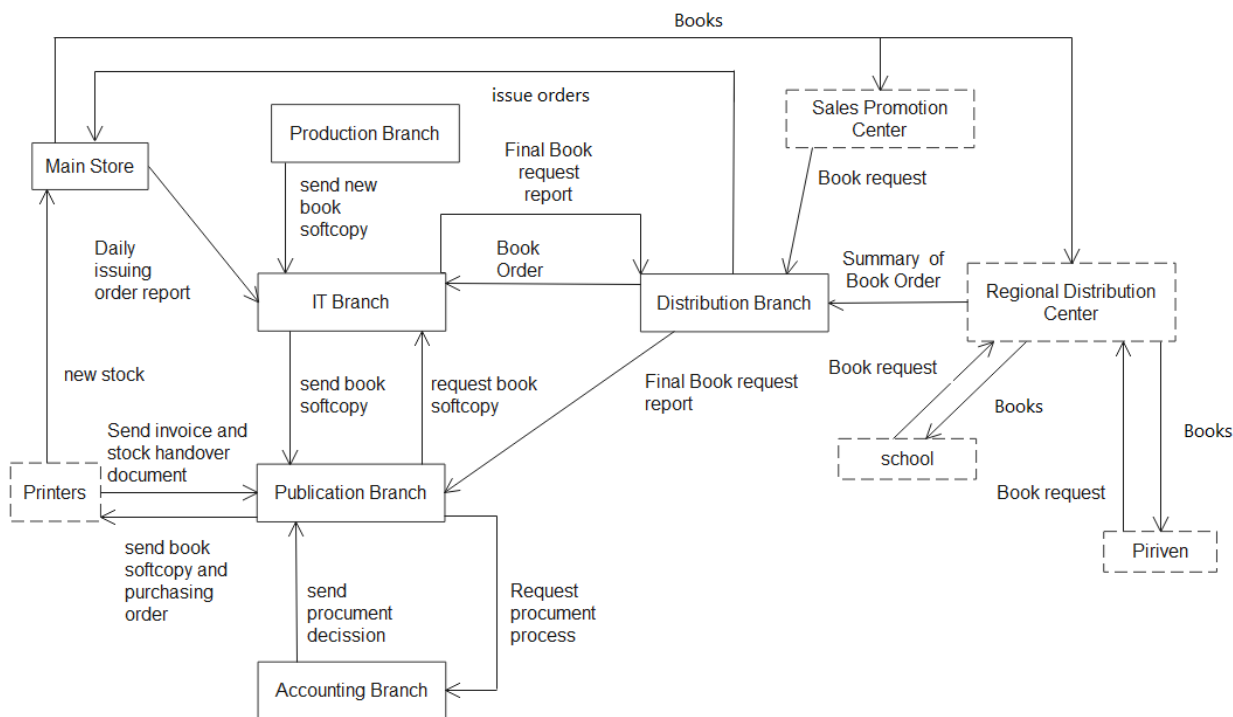 Books
issue orders
Sales Promotion
Center
Production Branch
Main Store
Final Book
request
report
Book request
send new
book
softcopy
Daily
issuing
order report
Book
Order
Summary of
Book Order
IT Branch
Distribution Branch
Regional Distribution
Center
new stock
send book
softcopy
request book
softcopy
Final Book request
report
Book request
Books
Books
school
Send invoice and
stock handover
document
Printers
Publication Branch
Book request
Piriven
send book
softcopy and
purchasing
order
send
procument
decission
Request
procument
process
Accounting Branch